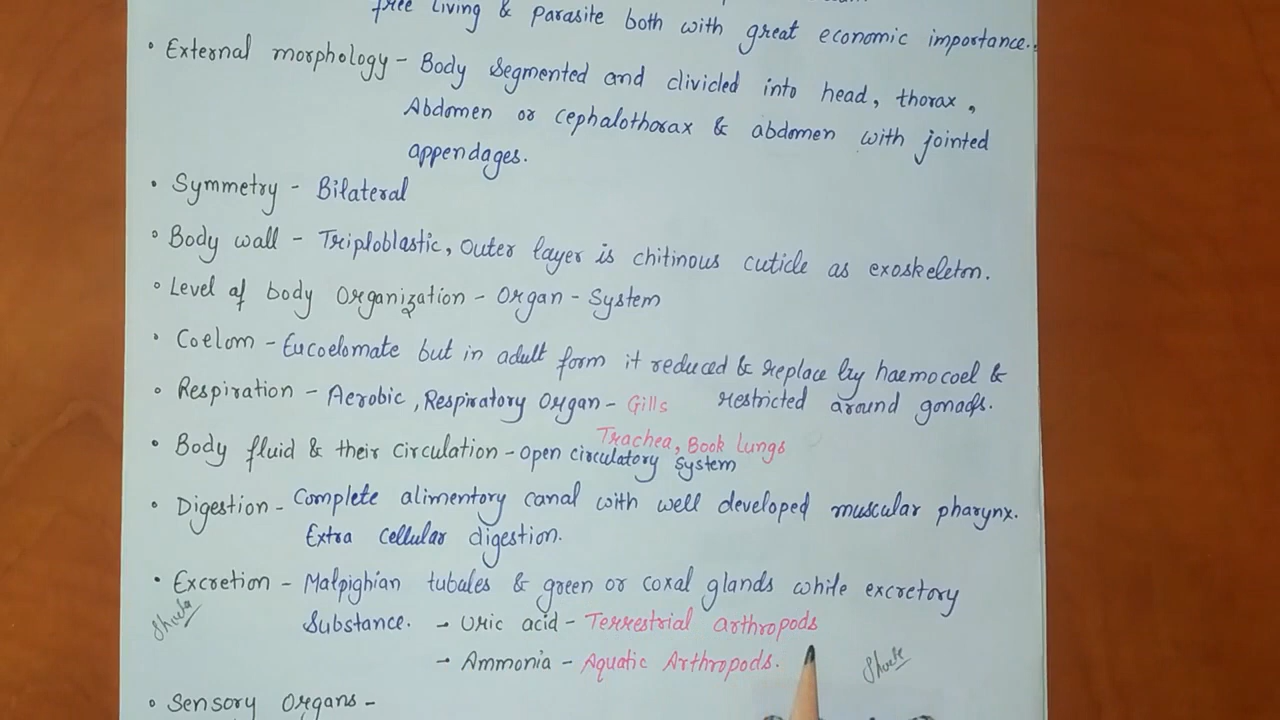 free living & Parasite both with great economic importance.
• External morphology - Body Segmented and clivicled into head, thorax,
Abdomen or cephalothorax & abdomen with jointed
appendages.
• Symmetry - Bilateral
• Body wall - Triploblastic, outer layer is chitinous cuticle as exoskeleton.
• Level of body Organization - Organ - System
• Coelom - Eucoelomate but in adult form it reduced & replace by haemocoel &
restricted around gonads.
• Respiration - Aerobic, Respiratory Organ - Gills
Trachea, Book lungs
• Body fluid & their Circulation - open circulatory system
• Digestion - Complete alimentory canal with well developed muscular pharynx.
Extra cellular digestion.
• Excretion - Malpighian tubales & green or coxal glands while excretory
Substance. - Uric acid - Terrestrial arthropods
- Ammonia - Aquatic Arthropods.
• Sensory Organs -